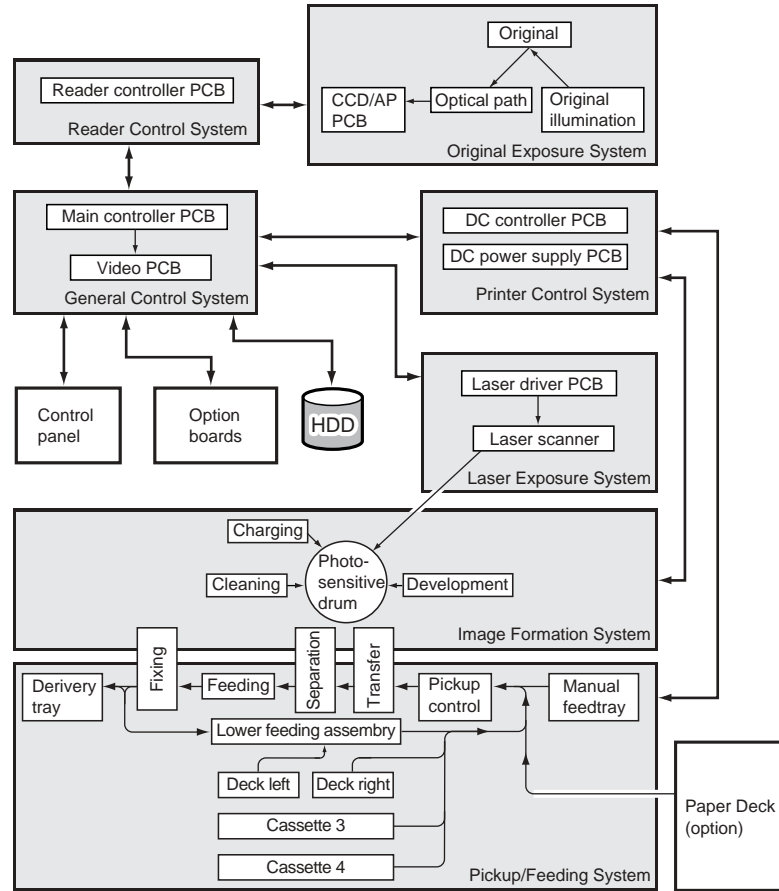 Original
Reader controller PCB
CCD/AP
PCB
Optical path
Original
illumination
Reader Control System
Original Exposure System
Main controller PCB
DC controller PCB
Video PCB
DC power supply PCB
General Control System
Printer Control System
Control
panel
Option
boards
HDD
Laser driver PCB
Laser scanner
Laser Exposure System
Charging
Photo-
sensitive
drum
Cleaning
Development
Image Formation System
Fixing
Separation
Transfer
Derivery
tray
Feeding
Pickup
control
Manual
feedtray
Lower feeding assembry
Deck left
Deck right
Paper Deck
(option)
Cassette 3
Cassette 4
Pickup/Feeding System